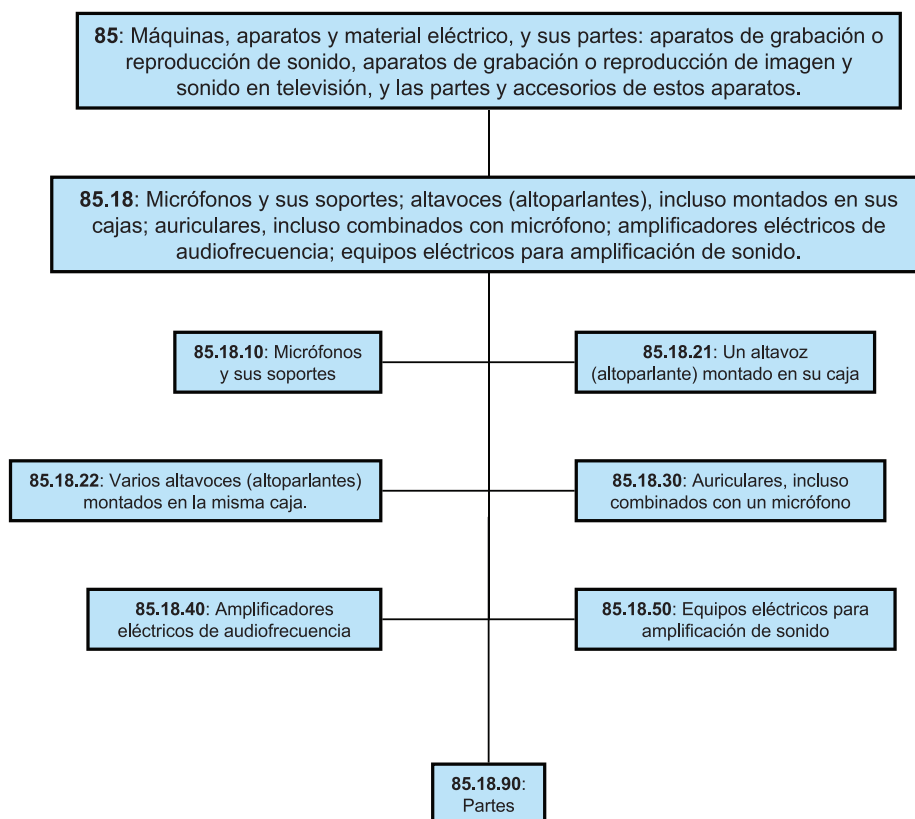 85: Máquinas, aparatos y material eléctrico, y sus partes: aparatos de grabación o
reproducción de sonido, aparatos de grabación o reproducción de imagen y
sonido en televisión, y las partes y accesorios de estos aparatos.
85.18: Micrófonos y sus soportes; altavoces (altoparlantes), incluso montados en sus
cajas; auriculares, incluso combinados con micrófono; amplificadores eléctricos de
audiofrecuencia; equipos eléctricos para amplificación de sonido.
85.18.10: Micrófonos
y sus soportes
85.18.21: Un altavoz
(altoparlante) montado en su caja
85.18.22: Varios altavoces (altoparlantes)
montados en la misma caja.
85.18.30: Auriculares, incluso
combinados con un micrófono
85.18.40: Amplificadores
eléctricos de audiofrecuencia
85.18.50: Equipos eléctricos para
amplificación de sonido
85.18.90:
Partes